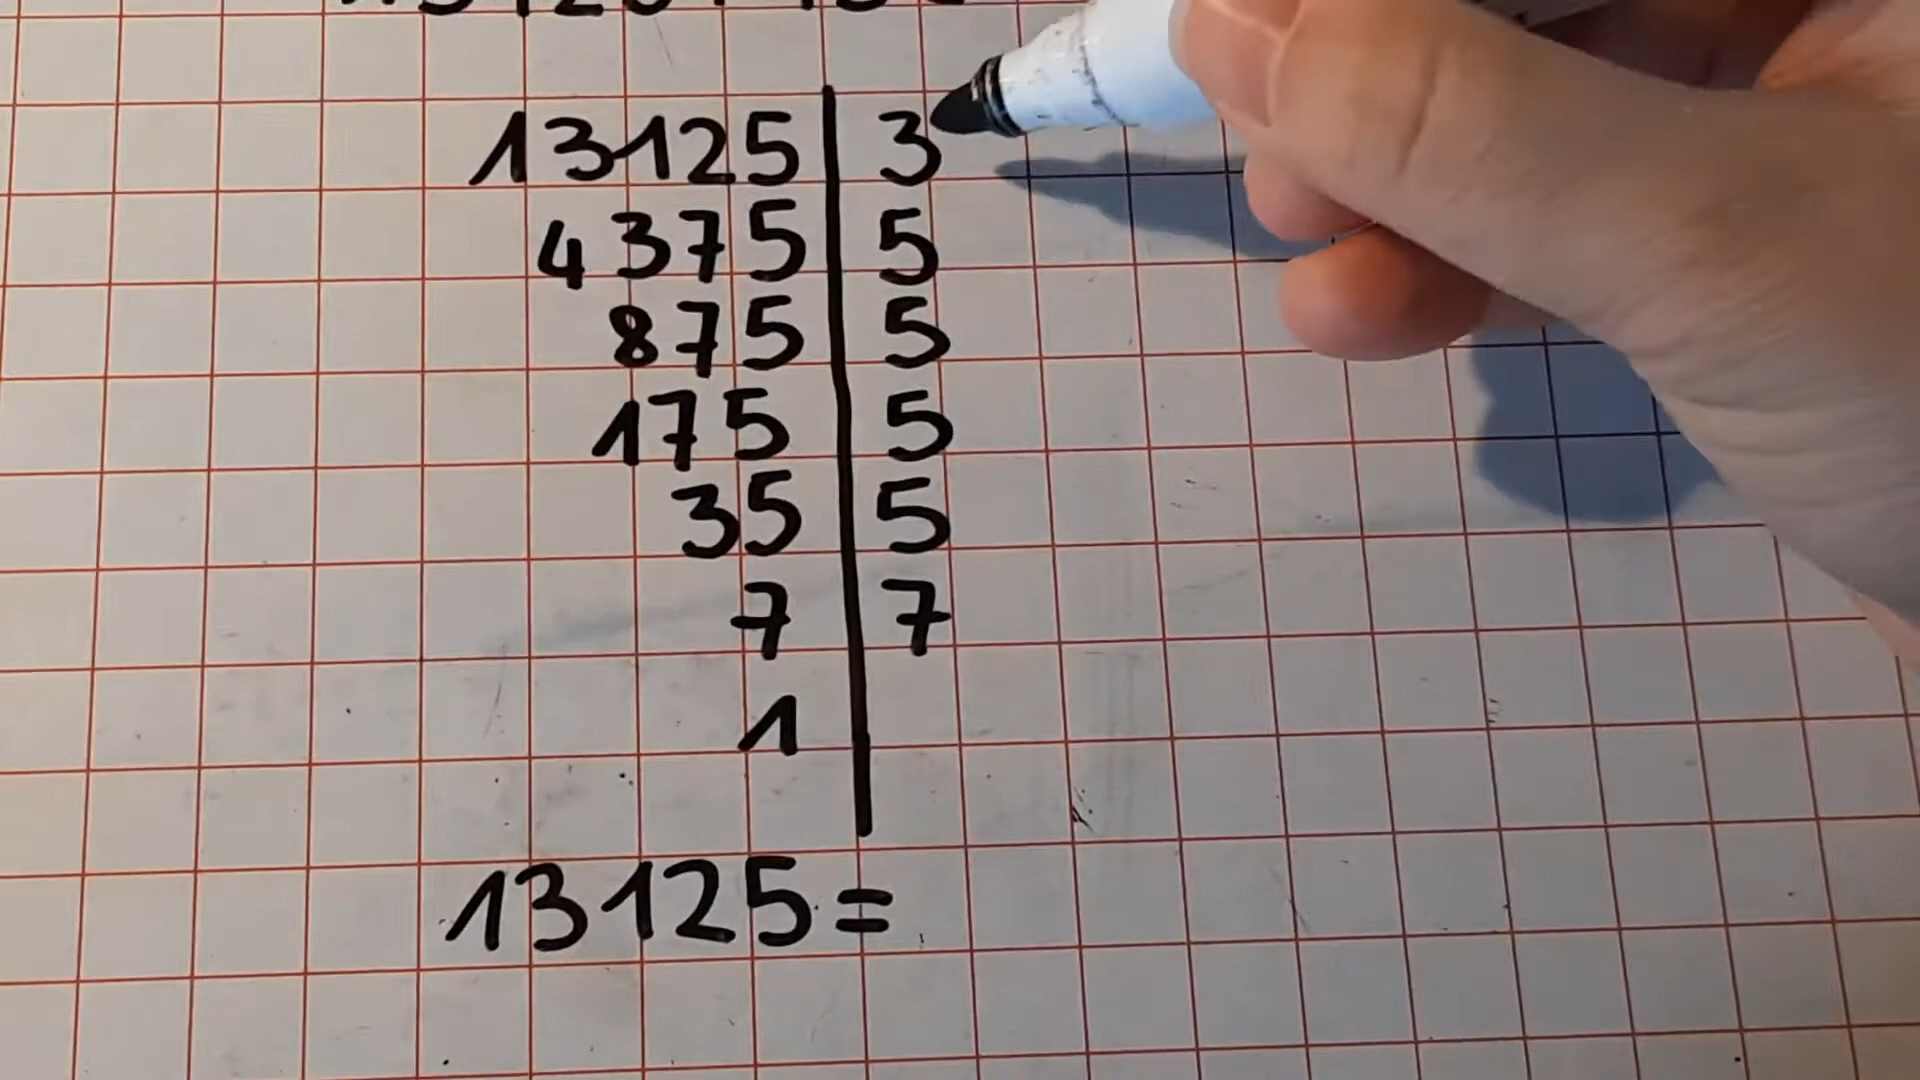 13125 | 3
4375 | 5
875 | 5
175 | 5
35 | 5
7 | 7
1 |
13125=